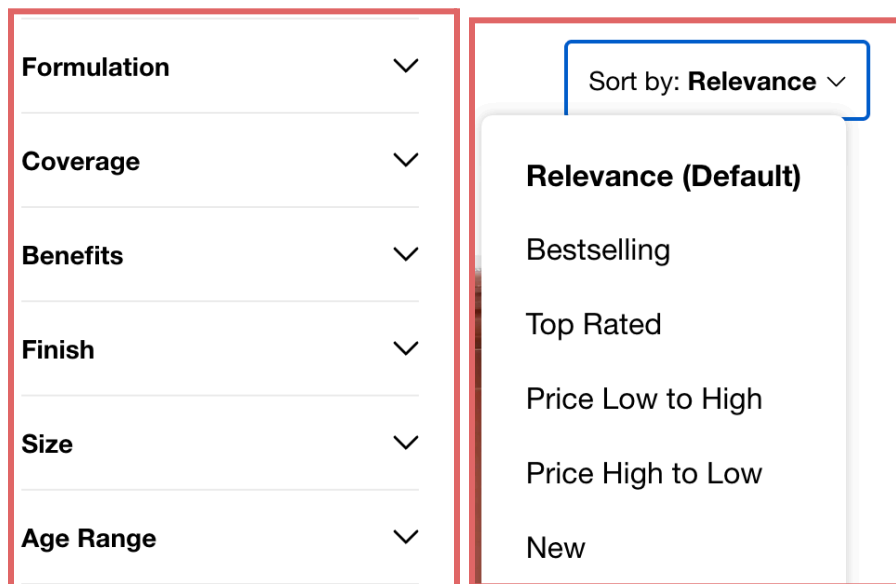 Formulation
Coverage
Benefits
Finish
Size
Age Range
Sort by: Relevance
Relevance (Default)
Bestselling
Top Rated
Price Low to High
Price High to Low
New